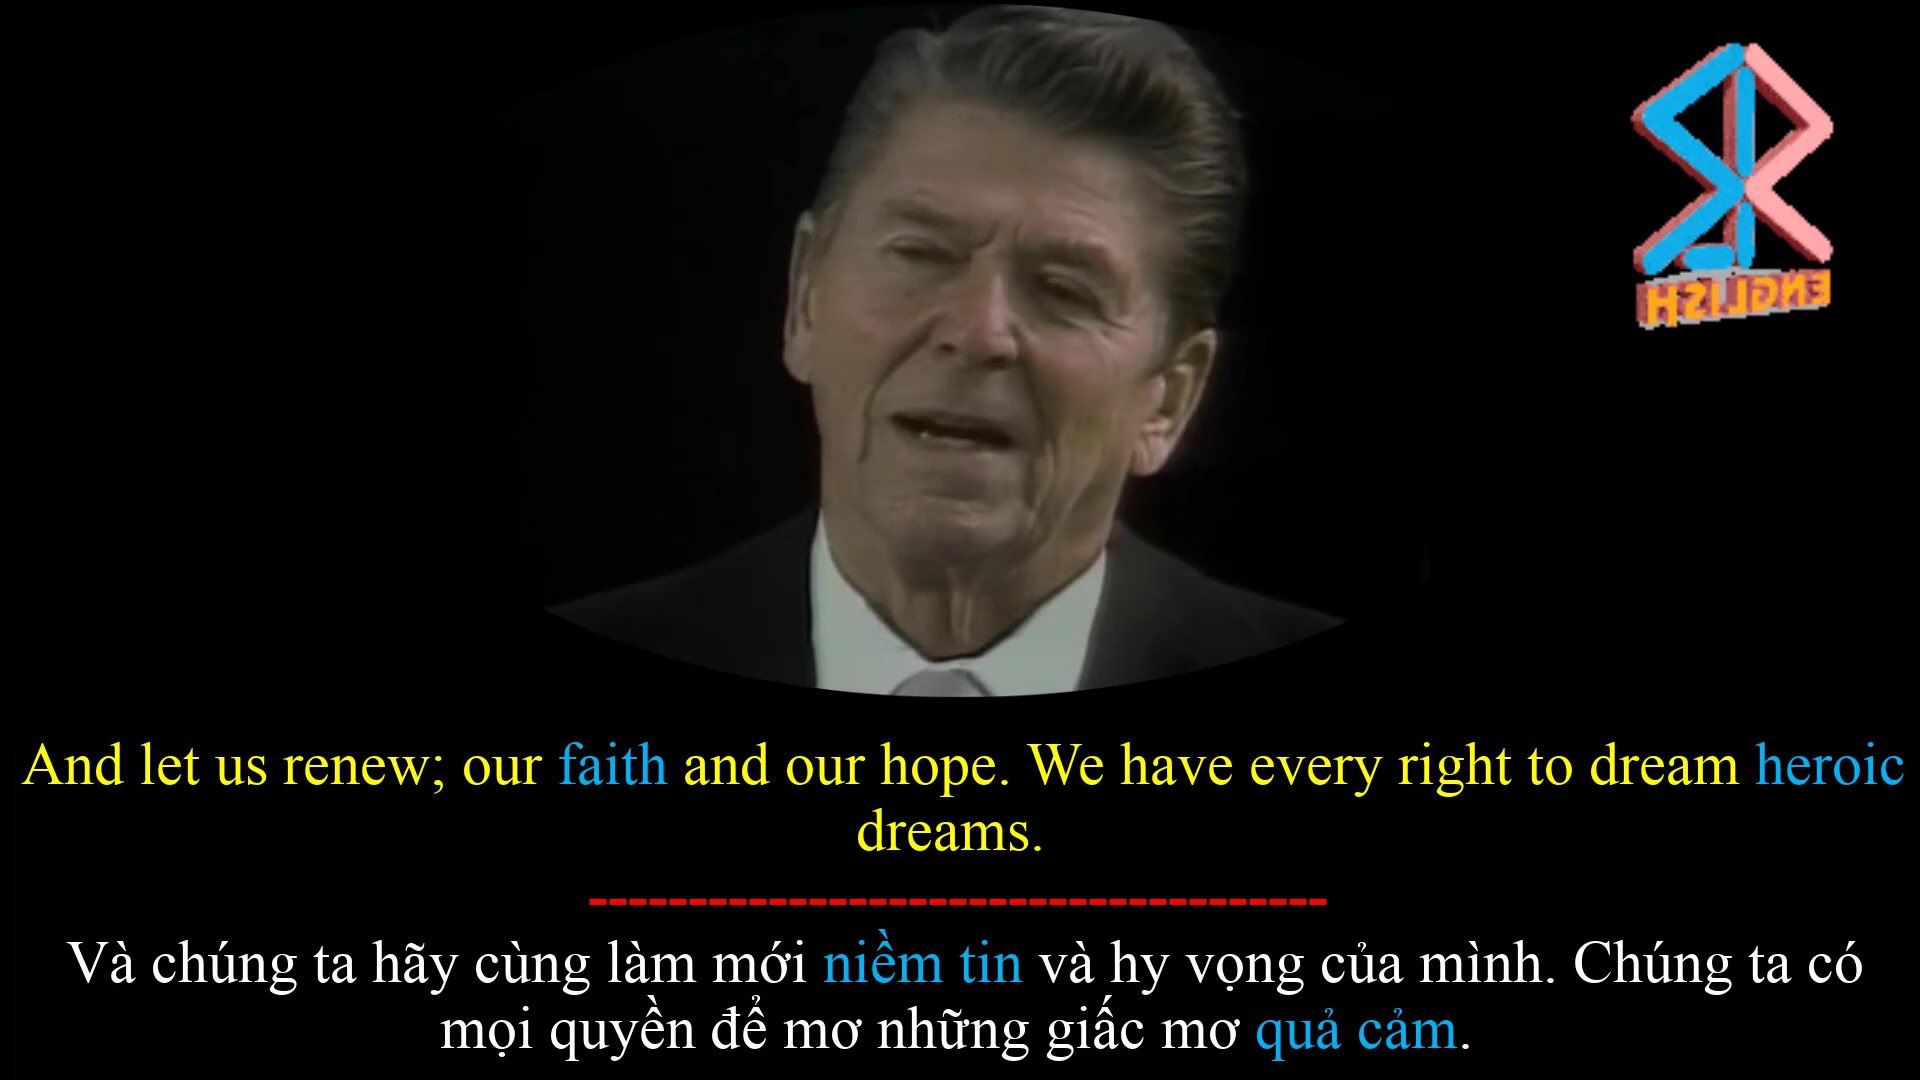 ENGLISH
And let us renew; our faith and our hope. We have every right to dream heroic
dreams.
-------------------------------------
Và chúng ta hãy cùng làm mới niềm tin và hy vọng của mình. Chúng ta có
mọi quyền để mơ những giấc mơ quả cảm.